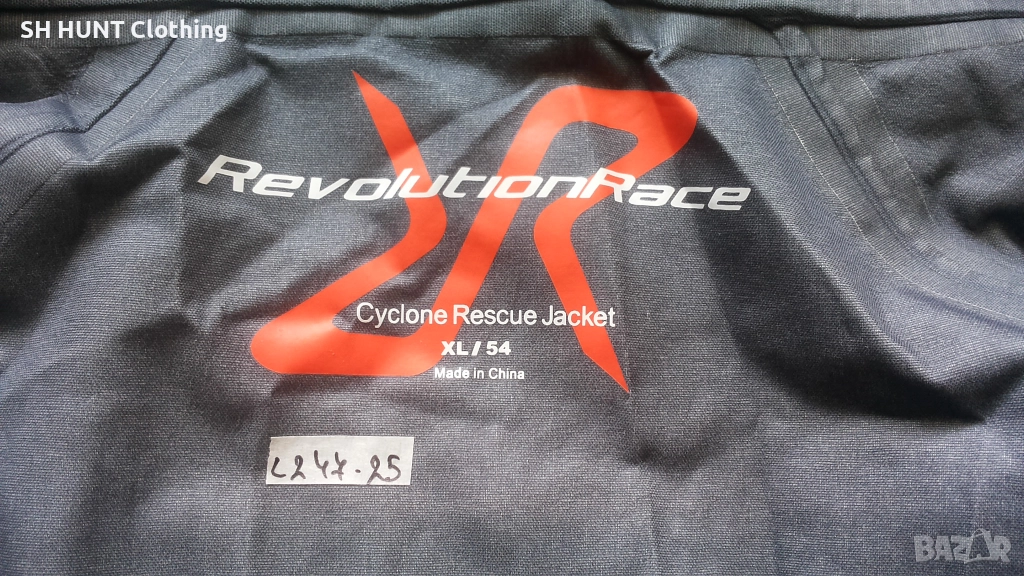 SH HUNT Clothing
RevolutionRace
Cyclone Rescue Jacket
XL / 54
Made in China
L247-25
BAZAR